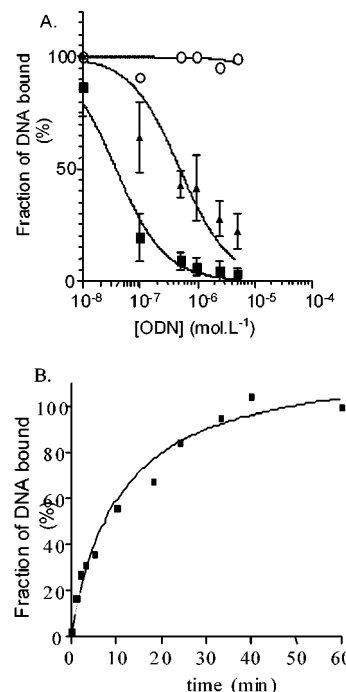 A.
Fraction of DNA bound
(%)
100
50
0
10-8 10-7 10-6 10-5 10-4
[ODN] (mol.L-1)
B.
Fraction of DNA bound
(%)
100
80
60
40
20
0
0 10 20 30 40 50 60
time (min)